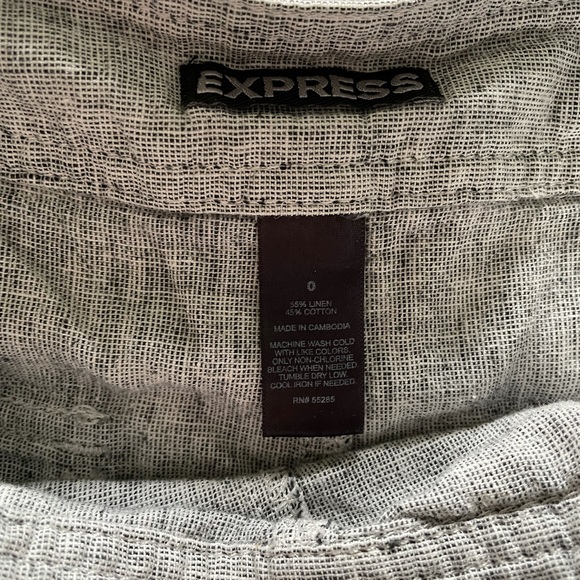 EXPRESS
0
55% LINEN
45% COTTON
MADE IN CAMBODIA
MACHINE WASH COLD
WITH LIKE COLORS.
ONLY NON-CHLORINE
BLEACH WHEN NEEDED
TUMBLE DRY LOW.
COOL IRON IF NEEDED.
RN# 55285